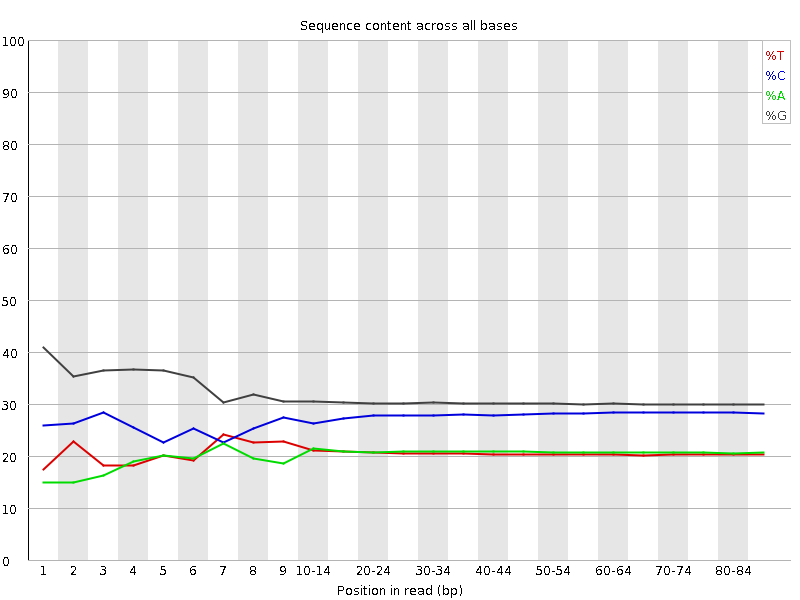 Sequence content across all bases
100
90
80
70
60
50
40
30
20
10
0
%T
%C
%A
%G
1 2 3 4 5 6 7 8 9 10-14 20-24 30-34 40-44 50-54 60-64 70-74 80-84
Position in read (bp)